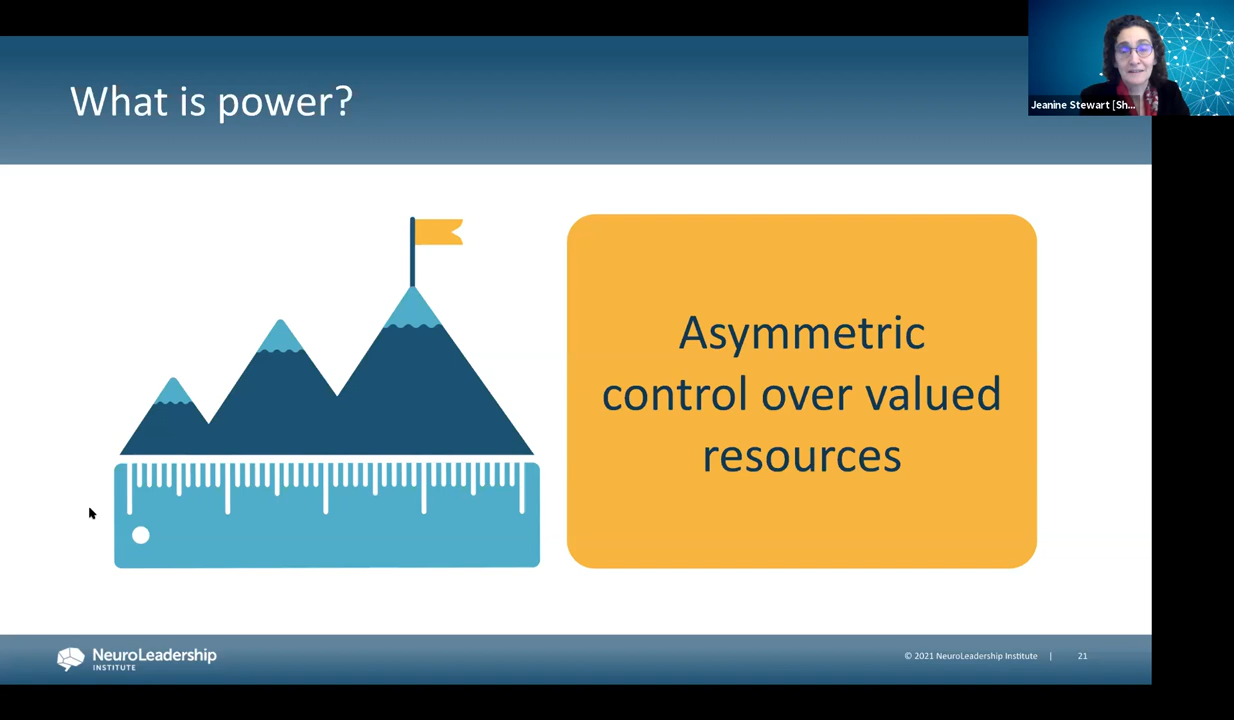 What is power?
Jeanine Stewart [Sh...
Asymmetric
control over valued
resources
NeuroLeadership
INSTITUTE
© 2021 NeuroLeadership Institute | 21